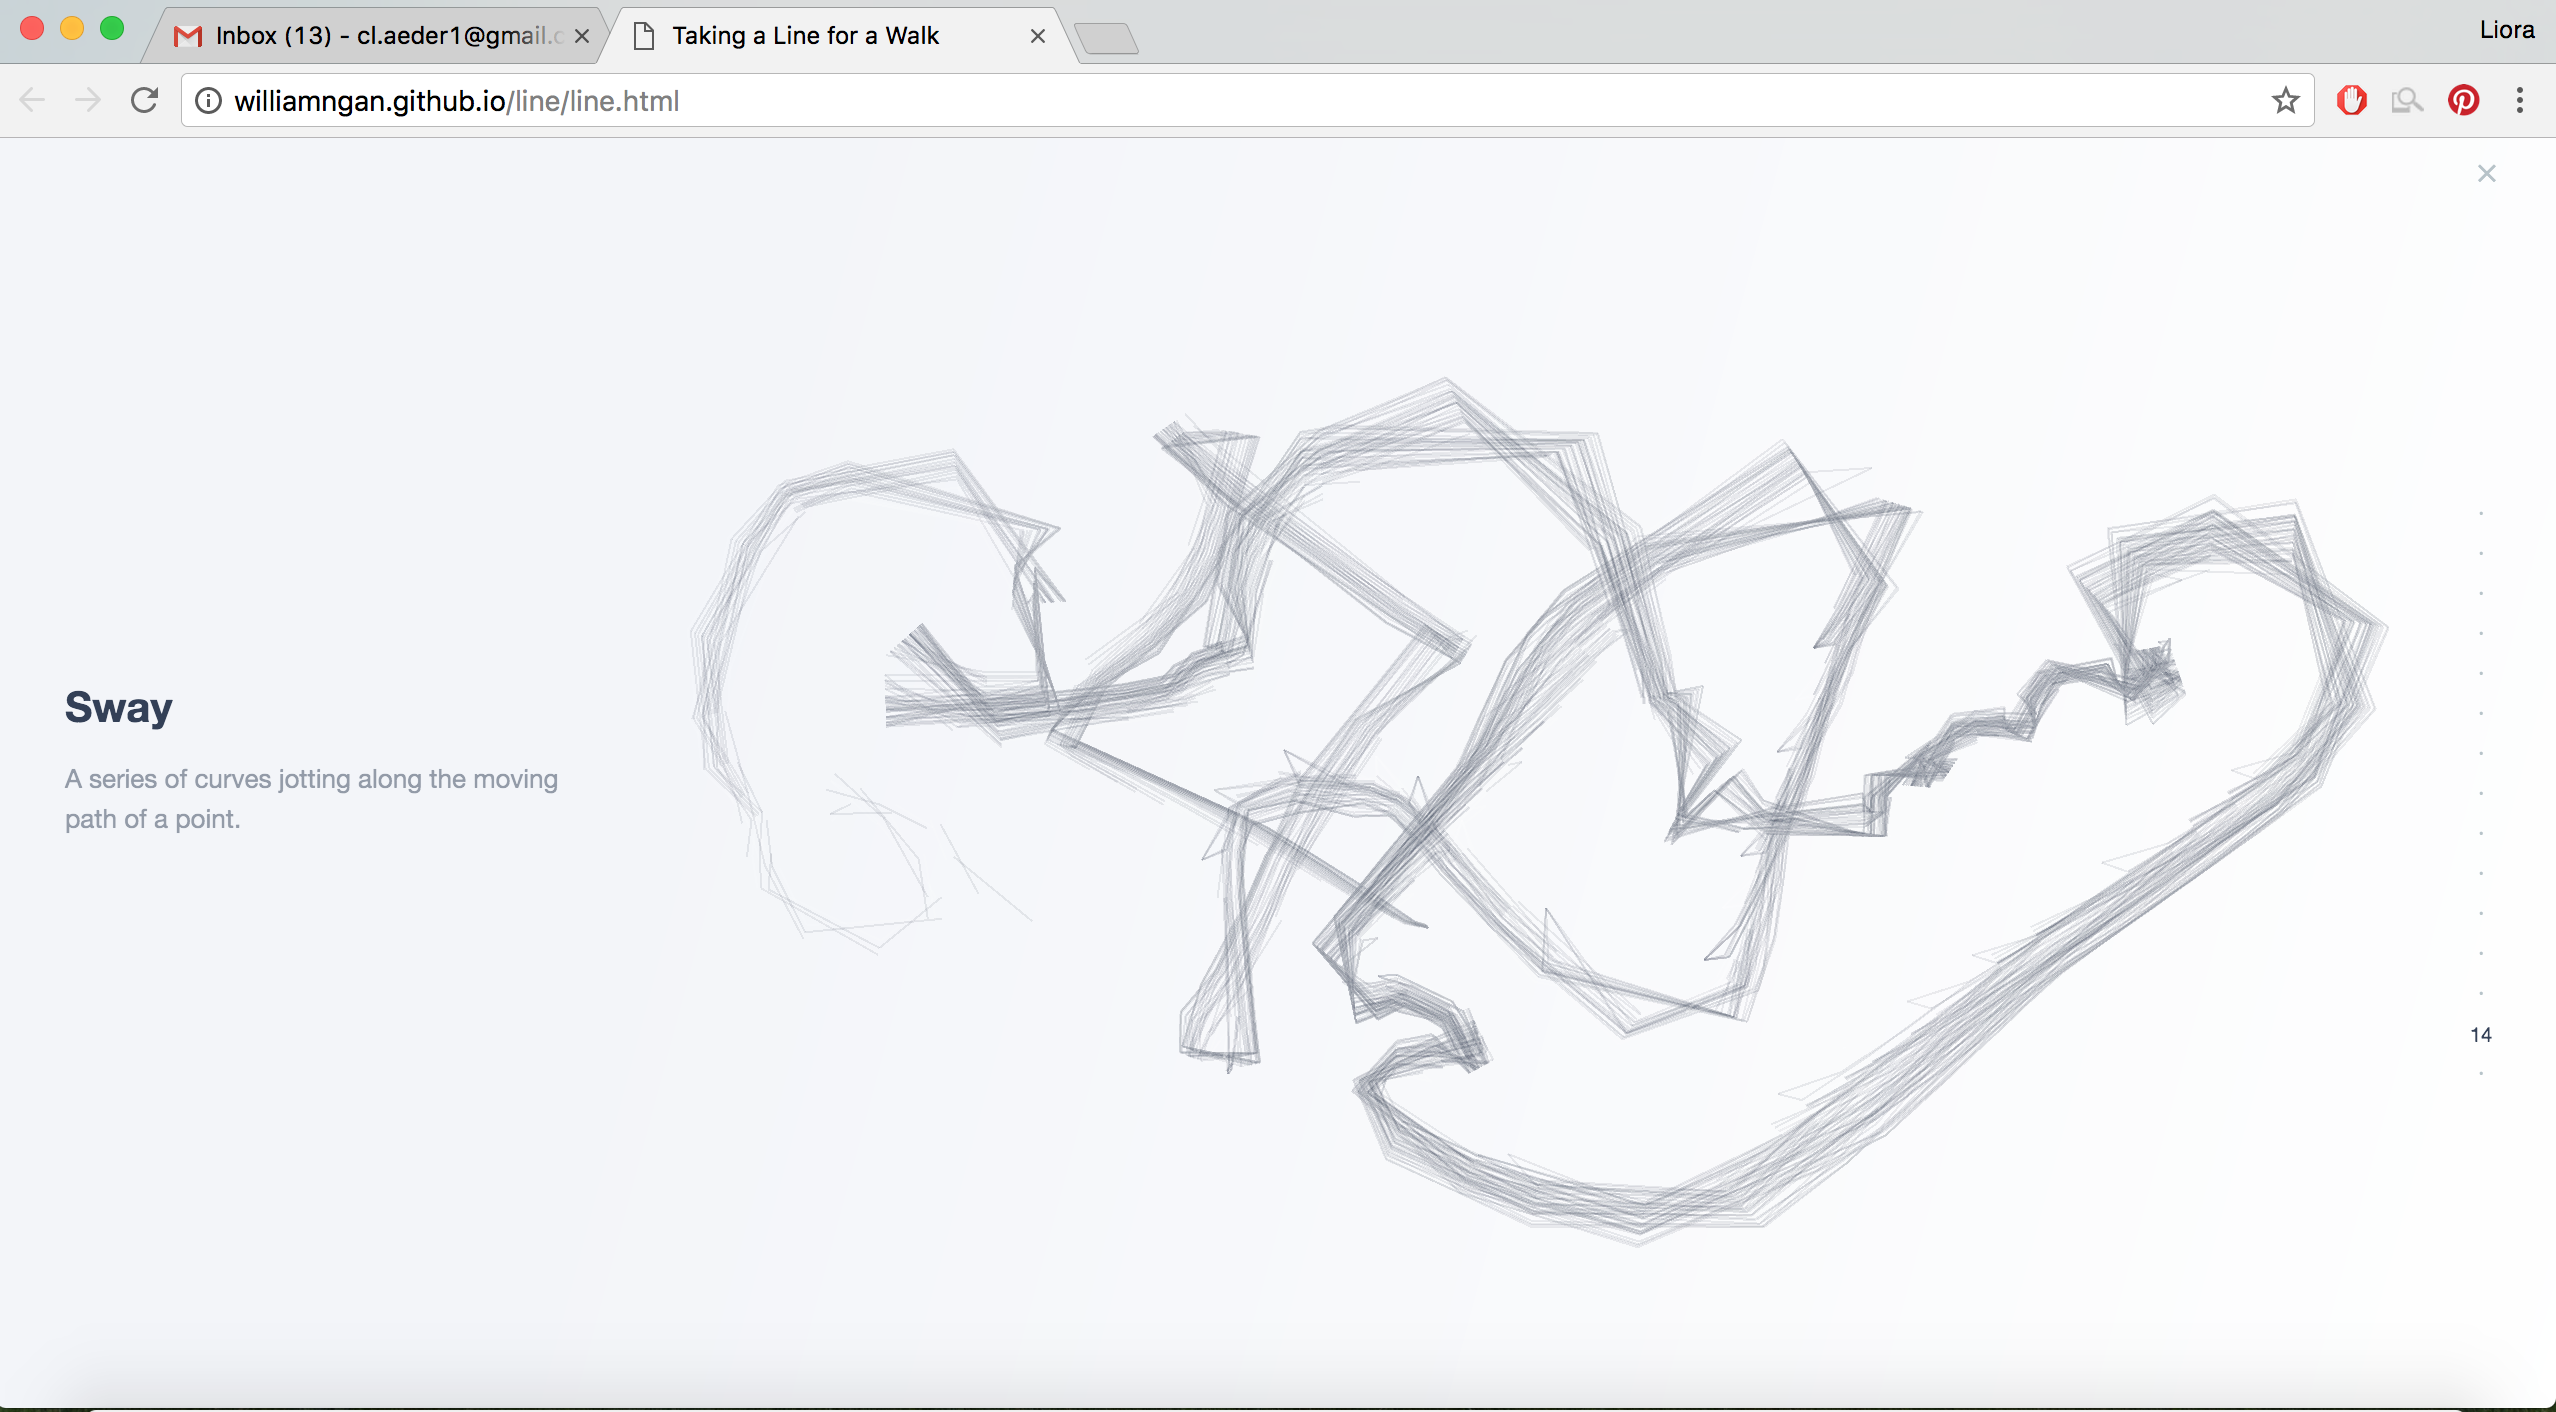 Inbox (13) - cl.aeder1@gmail.c
Taking a Line for a Walk
Liora
williamngan.github.io/line/line.html
Sway
A series of curves jotting along the moving
path of a point.
14